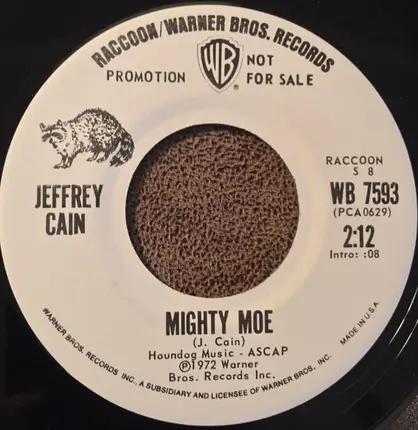 RACCOON/WARNER BROS. RECORDS
PROMOTION
WB
®
NOT
FOR SALE
JEFFREY
CAIN
RACCOON
S 8
WB 7593
(PCA0629)
2:12
Intro: :08
MIGHTY MOE
(J. Cain)
Houndog Music - ASCAP
Ⓟ1972 Warner
Bros. Records Inc.
WARNER BROS. RECORDS INC., A SUBSIDIARY AND LICENSEE OF WARNER BROS. INC.
MADE IN U.S.A.